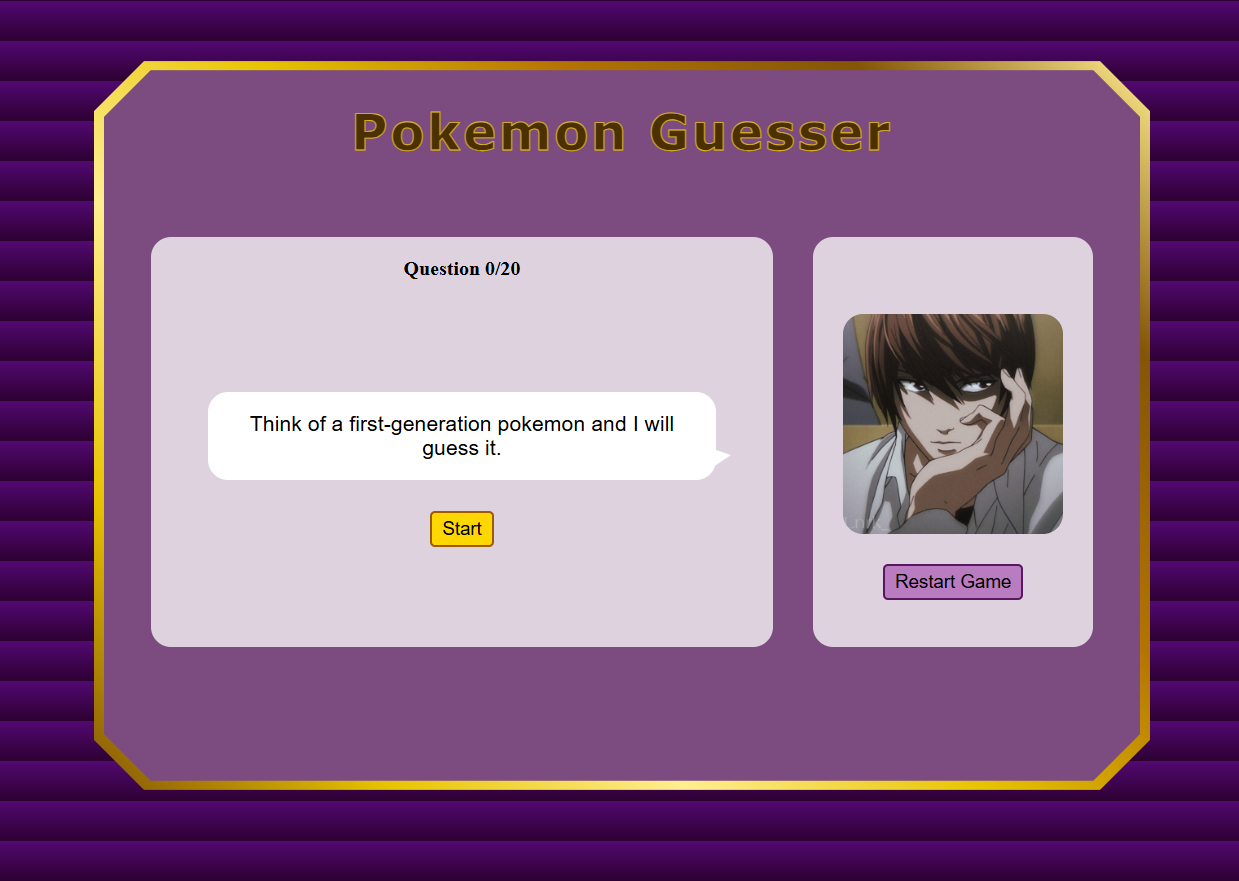 Pokemon Guesser
Question 0/20
Think of a first-generation pokemon and I will
guess it.
Start
Restart Game